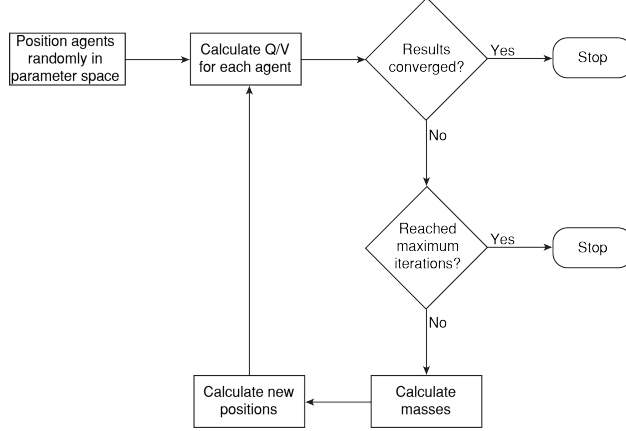 Position agents
randomly in
parameter space
Calculate Q/V
for each agent
Results
converged?
Yes
Stop
No
Reached
maximum
iterations?
Yes
Stop
No
Calculate new
positions
Calculate
masses